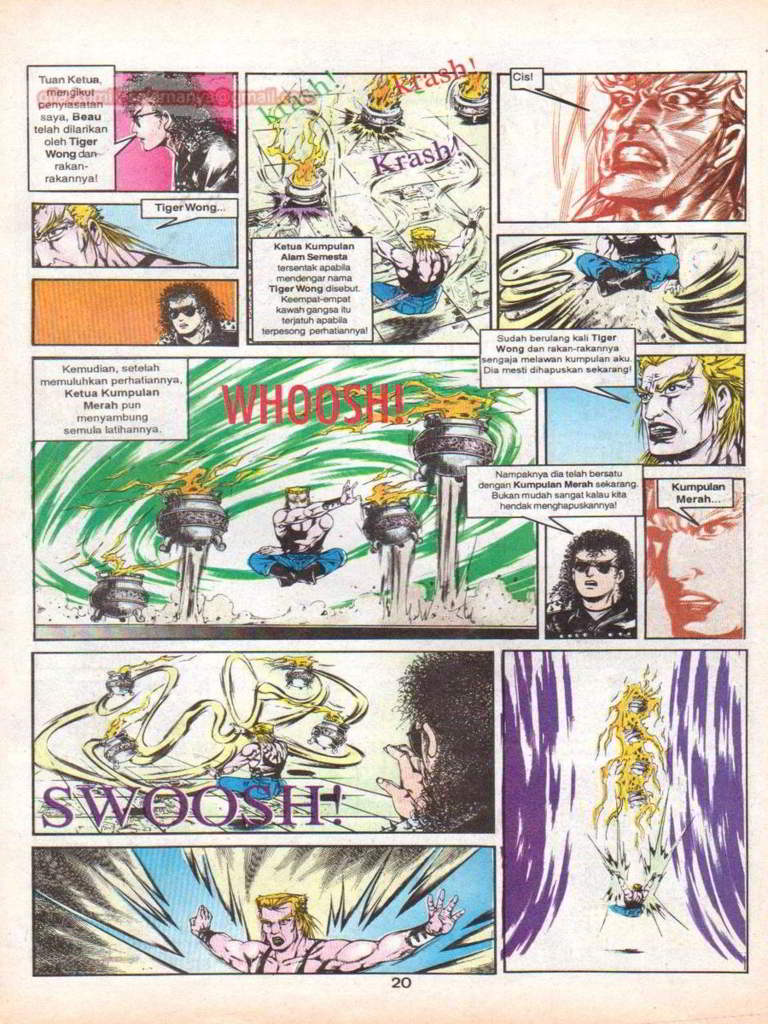 Tuan Ketua,
mengikut
penyiasatan
saya, Beau
telah dilarikan
oleh Tiger
Wong dan
rakan-
rakannya!
Tiger Wong...
krash!
krash!
Krash!
Ketua Kumpulan
Alam Semesta
tersentak apabila
mendengar nama
Tiger Wong disebut.
Keempat-empat
kawah gangsa itu
terjatuh apabila
terpesong perhatiannya!
Cis!
Sudah berulang kali Tiger
Wong dan rakan-rakannya
sengaja melawan kumpulan aku.
Dia mesti dihapuskan sekarang!
Kemudian, setelah
memuluhkan perhatiannya,
Ketua Kumpulan
Merah pun
menyambung
semula latihannya.
WHOOSH!
Nampaknya dia telah bersatu
dengan Kumpulan Merah sekarang.
Bukan mudah sangat kalau kita
hendak menghapuskannya!
Kumpulan
Merah...
SWOOSH!
20